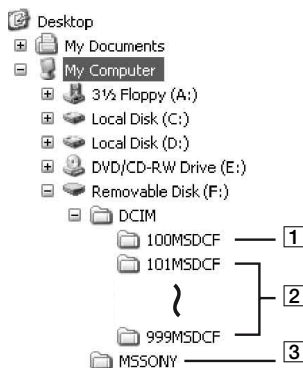 Desktop
My Documents
My Computer
3½ Floppy (A:)
Local Disk (C:)
Local Disk (D:)
DVD/CD-RW Drive (E:)
Removable Disk (F:)
DCIM
100MSDCF 1
101MSDCF
2
999MSDCF
MSSONY 3